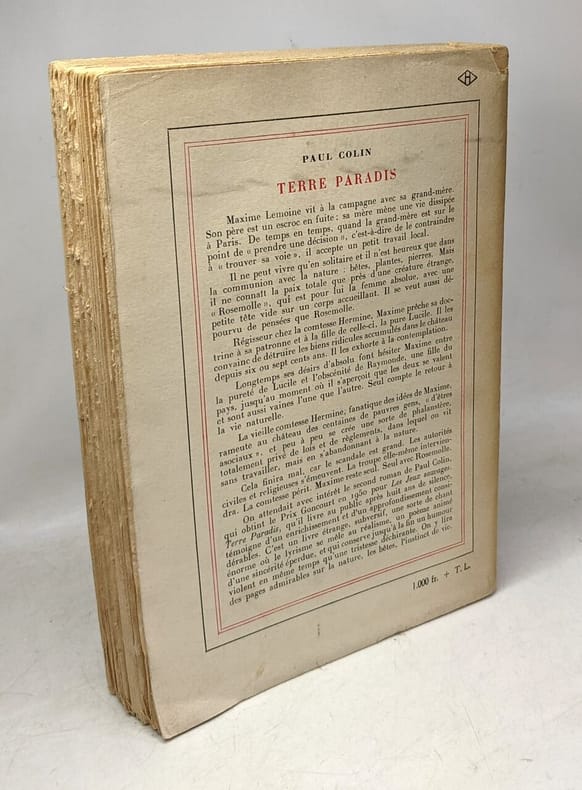 H
PAUL COLIN
TERRE PARADIS
Maxime Lemoine vit à la campagne avec sa grand-mère.
Son père est un escroc en fuite ; sa mère mène une vie dissipée
à Paris. De temps en temps, quand la grand-mère est sur le
point de « prendre une décision », c'est-à-dire de le contraindre
à « trouver sa voie », il accepte un petit travail local.
Il ne peut vivre qu'en solitaire et il n'est heureux que dans
la communion avec la nature : bêtes, plantes, pierres. Mais
il ne connaît la paix totale que près d'une créature étrange,
« Rosemolle », qui est pour lui la femme absolue, avec une
petite tête vide sur un corps accueillant. Il se veut aussi dé-
pourvu de pensées que Rosemolle.
Régisseur chez la comtesse Hermine, Maxime prêche sa doc-
trine à sa patronne et à la fille de celle-ci, la pure Lucile. Il les
convainc de détruire les biens ridicules accumulés dans le château
depuis six ou sept cents ans. Il les exhorte à la contemplation.
Longtemps ses désirs d'absolu font hésiter Maxime entre
la pureté de Lucile et l'obscénité de Raymonde, une fille du
pays, jusqu'au moment où il s'aperçoit que les deux se valent
et sont aussi vaines l'une que l'autre. Seul compte le retour à
la vie naturelle.
La vieille comtesse Hermine, fanatique des idées de Maxime,
rameute au château des centaines de pauvres gens, « d'êtres
asociaux », et peu à peu se crée une sorte de phalanstère,
totalement privé de lois et de règlements, dans lequel on vit
sans travailler, mais en s'abandonnant à la nature.
Cela finira mal, car le scandale est grand. Les autorités
civiles et religieuses s'émeuvent. La troupe elle-même intervien-
dra. La comtesse périt. Maxime reste seul. Seul avec Rosemolle.
On attendait avec intérêt le second roman de Paul Colin,
qui obtint le Prix Goncourt en 1950 pour Les Jeux sauvages.
Terre Paradis, qu'il livre au public après huit ans de silence,
témoigne d'un enrichissement et d'un approfondissement consi-
dérables. C'est un livre étrange, subversif, une sorte de chant
énorme où le lyrisme se mêle au réalisme, un poème animé
d'une sincérité éperdue, et qui conserve jusqu'à la fin un humour
violent en même temps qu'une tristesse déchirante. On y lira
des pages admirables sur la nature, les bêtes, l'instinct de vie.
1.000 fr. + T. L.